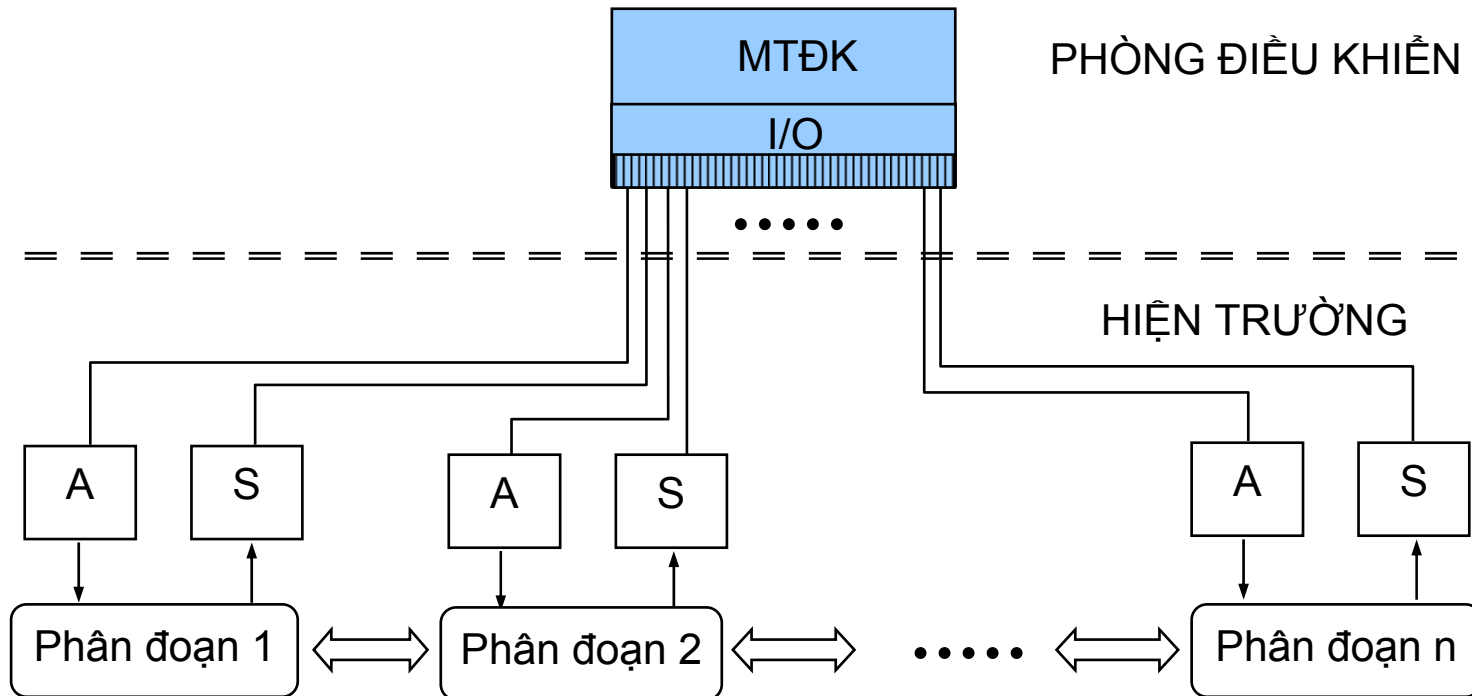 MTĐK
PHÒNG ĐIỀU KHIỂN
I/O
HIỆN TRƯỜNG
A
S
A
S
A
S
Phân đoạn 1
Phân đoạn 2
Phân đoạn n